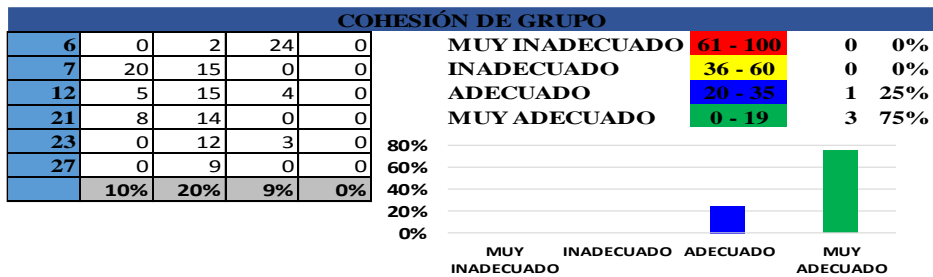 COHESIÓN DE GRUPO
6 0 2 24 0
7 20 15 0 0
12 5 15 4 0
21 8 14 0 0
23 0 12 3 0
27 0 9 0 0
10% 20% 9% 0%
MUY INADECUADO 61 - 100 0 0%
INADECUADO 36 - 60 0 0%
ADECUADO 20 - 35 1 25%
MUY ADECUADO 0 - 19 3 75%
80%
60%
40%
20%
0%
MUY INADECUADO ADECUADO MUY
INADECUADO ADECUADO